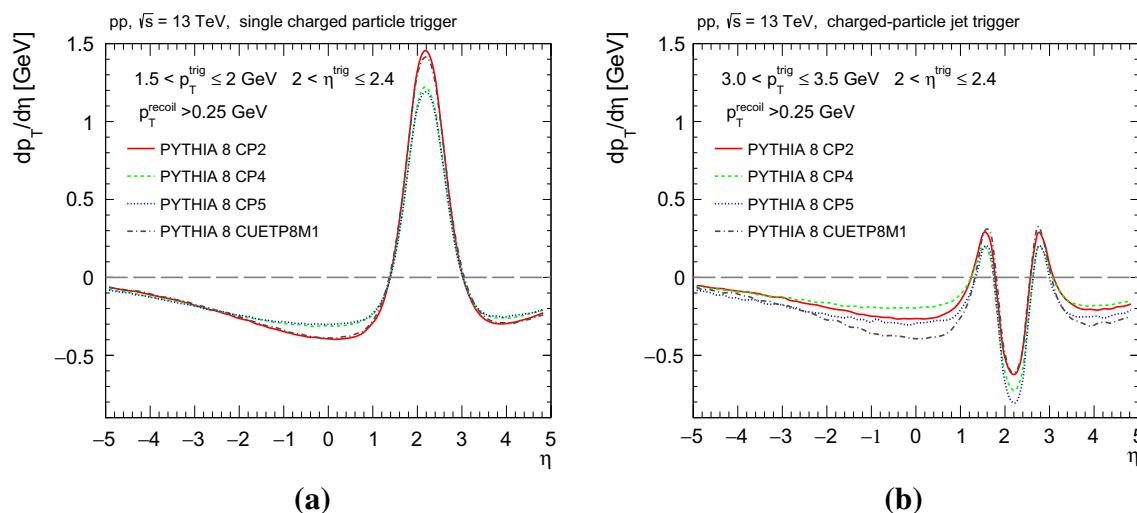 pp, √s = 13 TeV, single charged particle trigger
dp_T/dη [GeV]
1.5
1
0.5
0
−0.5
1.5 < p_T^trig ≤ 2 GeV 2 < η^trig ≤ 2.4
p_T^recoil >0.25 GeV
PYTHIA 8 CP2
PYTHIA 8 CP4
PYTHIA 8 CP5
PYTHIA 8 CUETP8M1
−5 −4 −3 −2 −1 0 1 2 3 4 5
η
(a)
pp, √s = 13 TeV, charged-particle jet trigger
dp_T/dη [GeV]
1.5
1
0.5
0
−0.5
3.0 < p_T^trig ≤ 3.5 GeV 2 < η^trig ≤ 2.4
p_T^recoil >0.25 GeV
PYTHIA 8 CP2
PYTHIA 8 CP4
PYTHIA 8 CP5
PYTHIA 8 CUETP8M1
−5 −4 −3 −2 −1 0 1 2 3 4 5
η
(b)